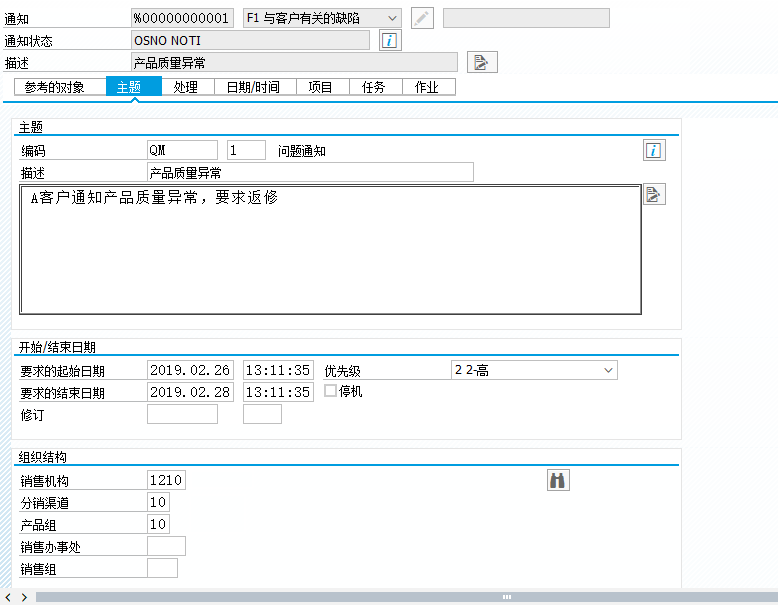 通知 %00000000001 F1 与客户有关的缺陷
通知状态 OSNO NOTI
描述 产品质量异常
参考的对象 主题 处理 日期/时间 项目 任务 作业
主题
编码 QM 1 问题通知
描述 产品质量异常
A客户通知产品质量异常，要求返修
开始/结束日期
要求的起始日期 2019.02.26 13:11:35 优先级 2 2-高
要求的结束日期 2019.02.28 13:11:35 停机
修订
组织结构
销售机构 1210
分销渠道 10
产品组 10
销售办事处
销售组